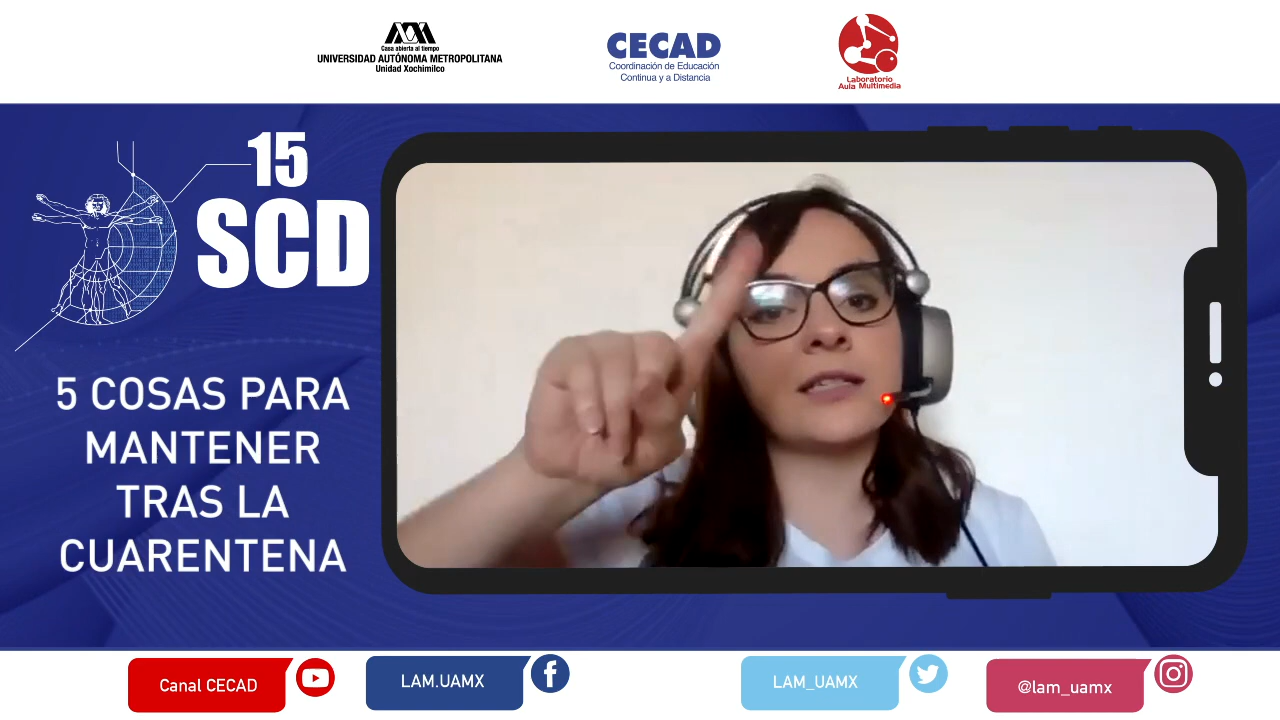 Casa abierta al tiempo
UNIVERSIDAD AUTÓNOMA METROPOLITANA
Unidad Xochimilco
CECAD
Coordinación de Educación
Continua y a Distancia
Laboratorio
Aula Multimedia
15
SCD
5 COSAS PARA
MANTENER
TRAS LA
CUARENTENA
Canal CECAD
LAM.UAMX
LAM_UAMX
@lam_uamx